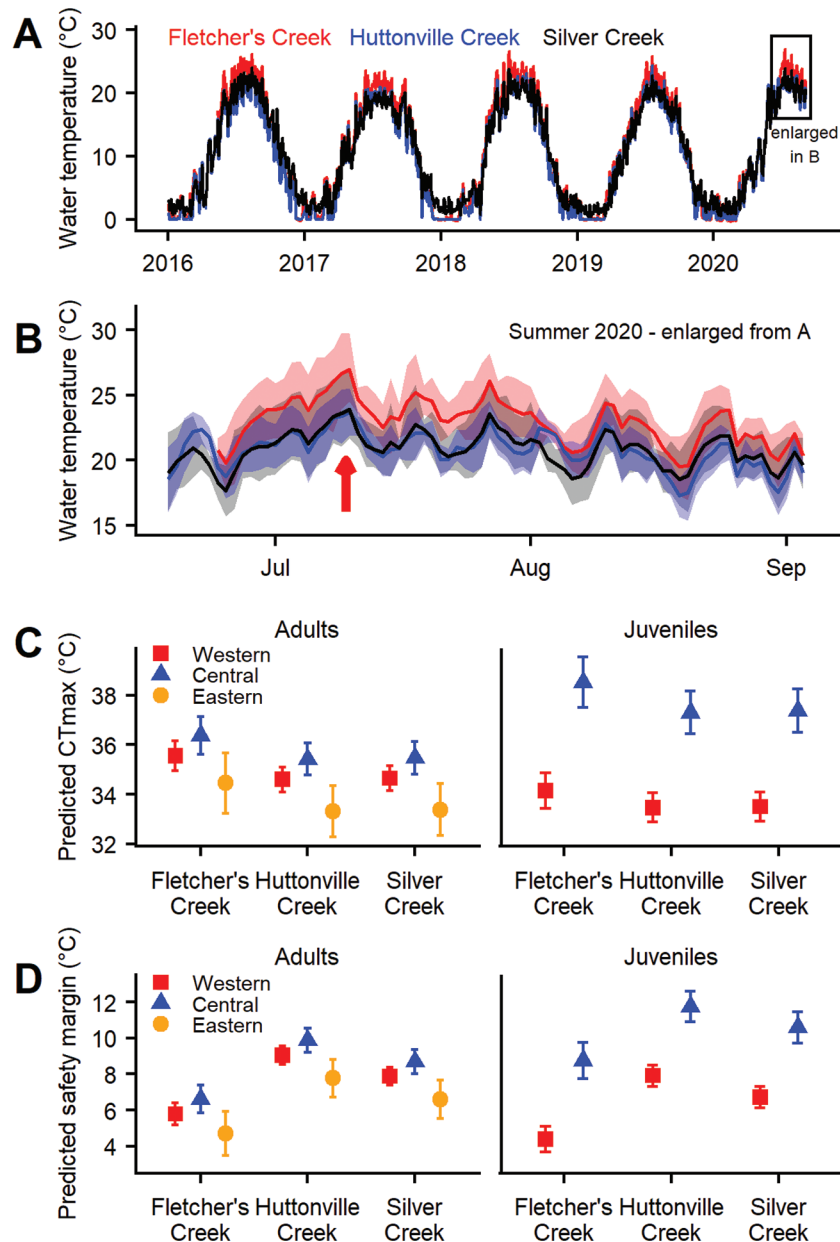 A
Water temperature (°C)
30
20
10
0
Fletcher's Creek Huttonville Creek Silver Creek
enlarged
in B
2016 2017 2018 2019 2020
B
Water temperature (°C)
30
25
20
15
Summer 2020 - enlarged from A
Jul Aug Sep
C
Predicted CTmax (°C)
38
36
34
32
Adults
Western
Central
Eastern
Fletcher's Huttonville Silver
Creek Creek Creek
Juveniles
Fletcher's Huttonville Silver
Creek Creek Creek
D
Predicted safety margin (°C)
12
10
8
6
4
Adults
Western
Central
Eastern
Fletcher's Huttonville Silver
Creek Creek Creek
Juveniles
Fletcher's Huttonville Silver
Creek Creek Creek